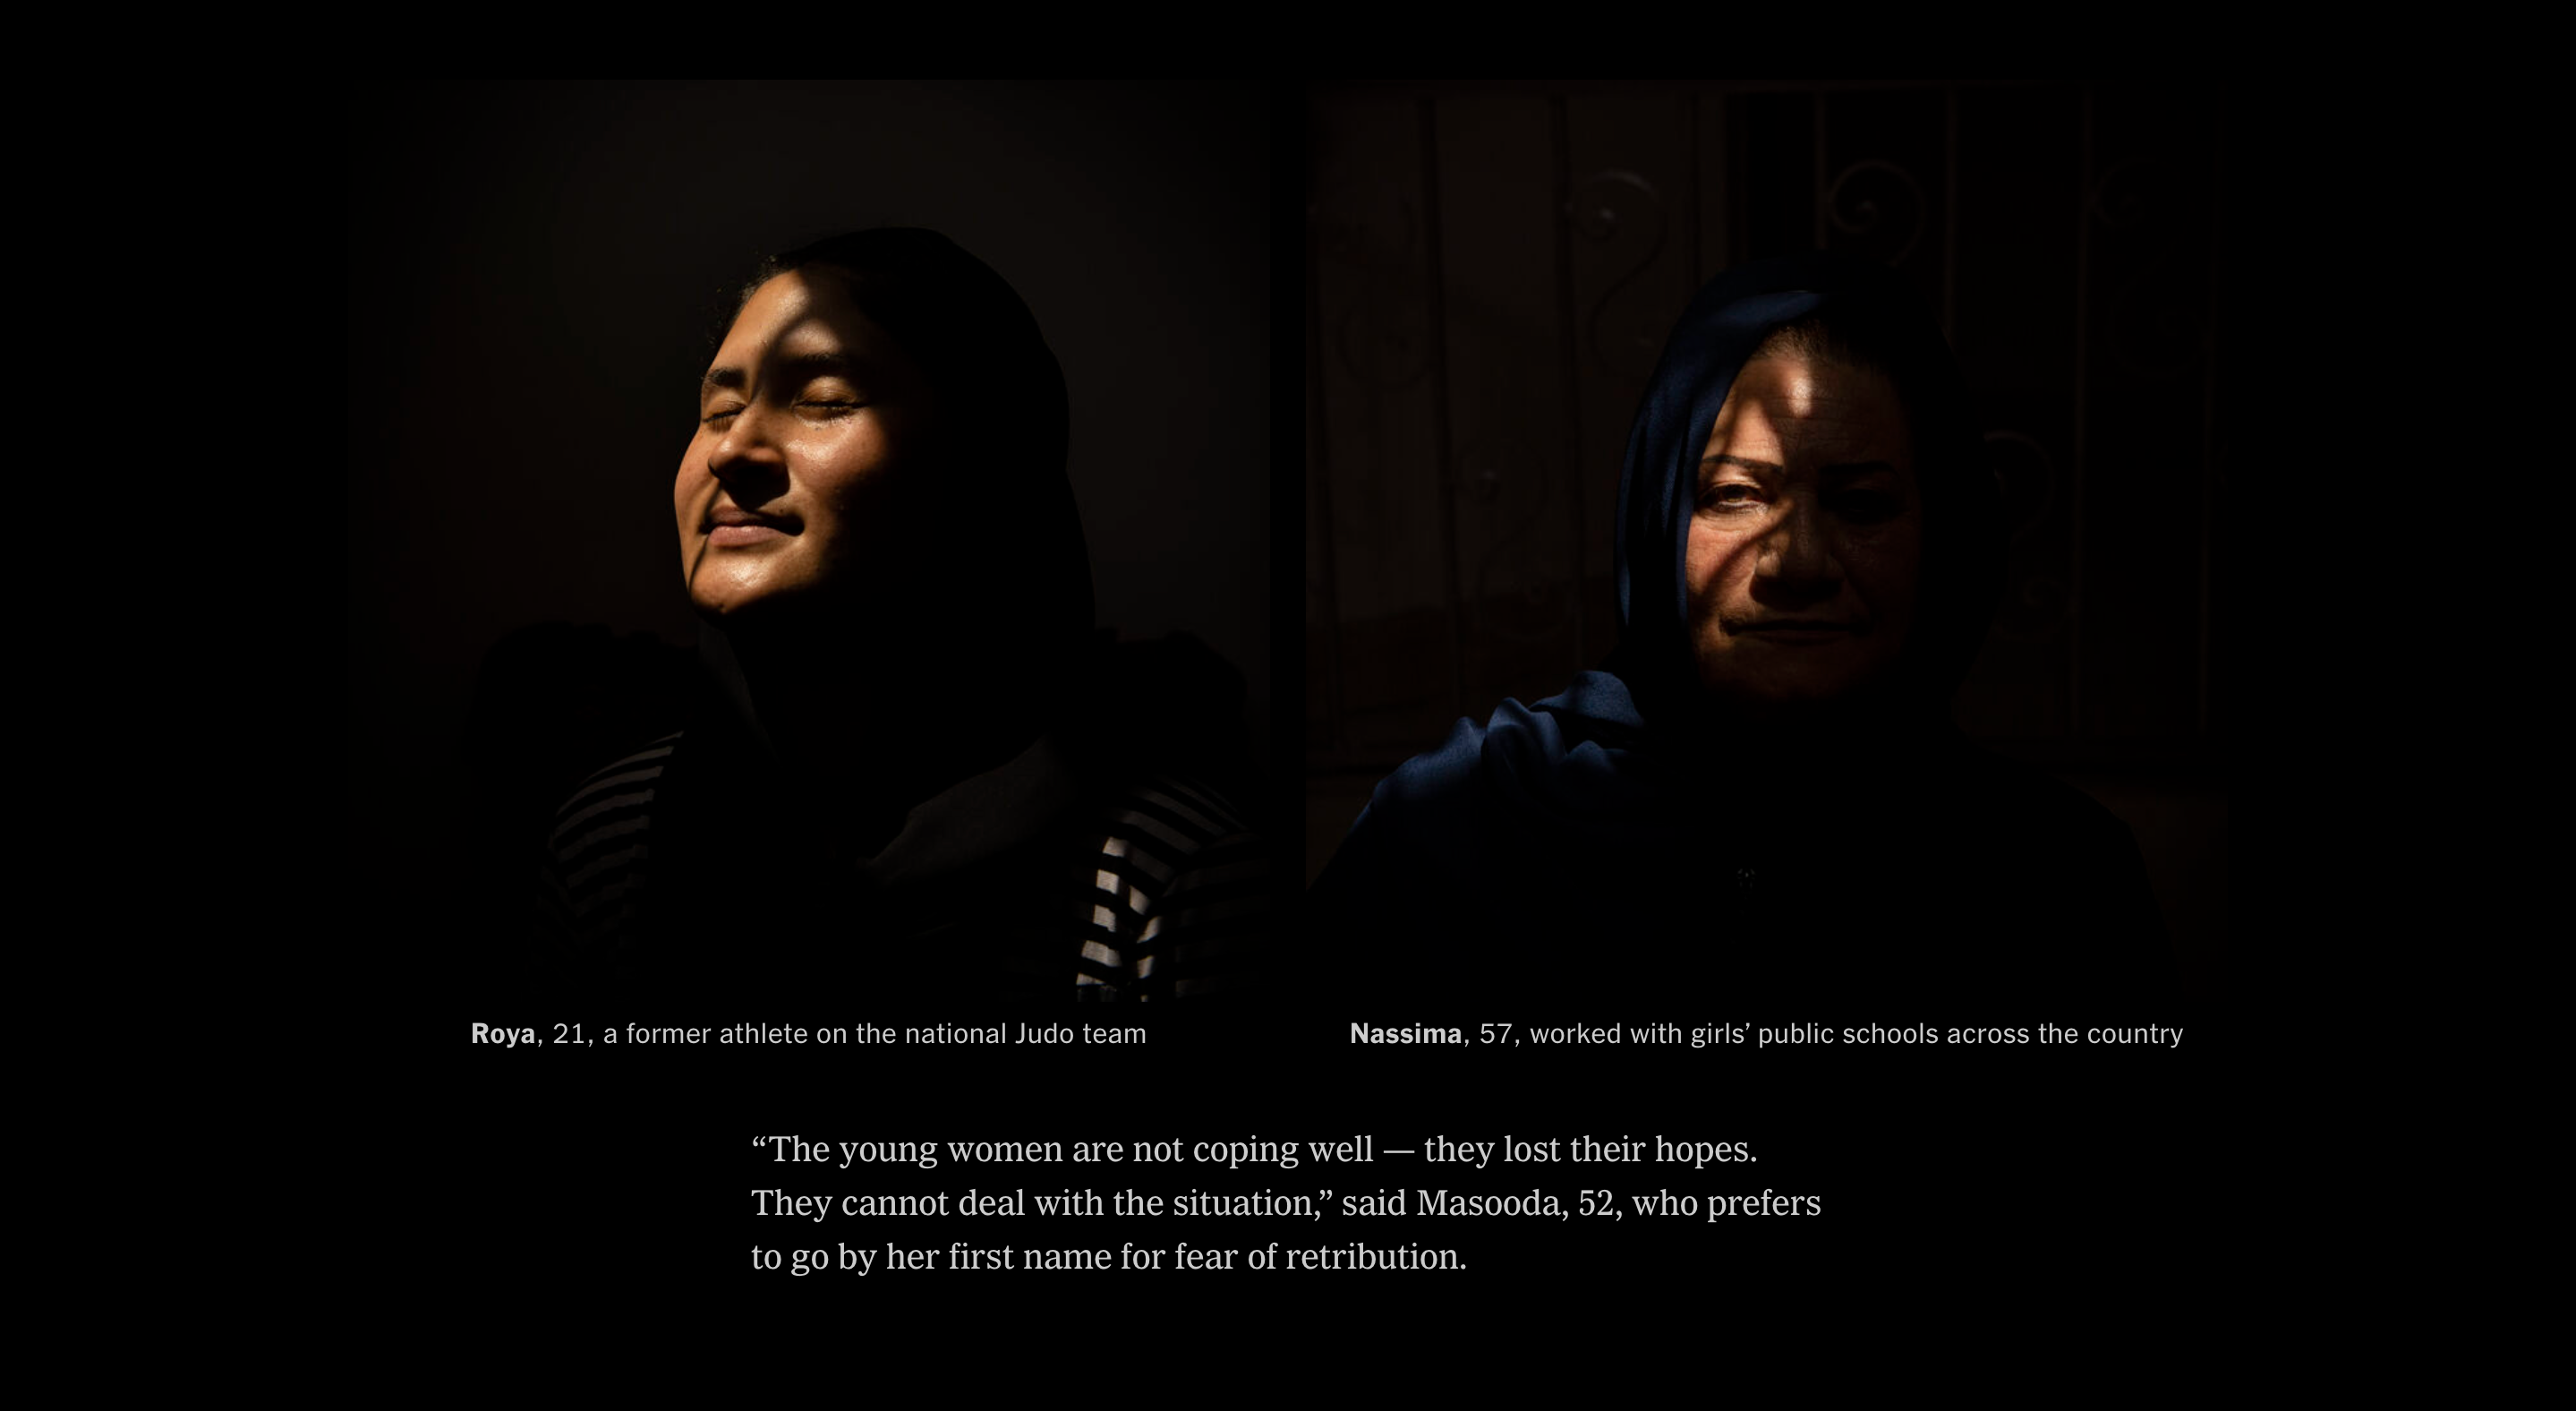 Roya, 21, a former athlete on the national Judo team
Nassima, 57, worked with girls’ public schools across the country
“The young women are not coping well — they lost their hopes.
They cannot deal with the situation,” said Masooda, 52, who prefers
to go by her first name for fear of retribution.